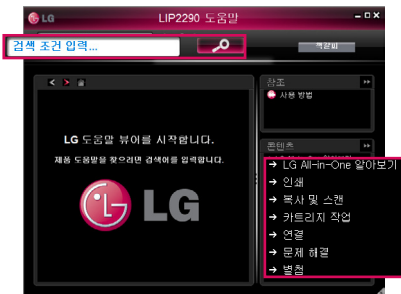 LG
LIP2290 도움말
검색 조건 입력...
참조
사용 방법
LG 도움말 뷰어를 시작합니다.
제품 도움말을 찾으려면 검색어를 입력합니다.
LG
콘텐츠
LG All-in-One 알아보기
인쇄
복사 및 스캔
카트리지 작업
연결
문제 해결
별첨